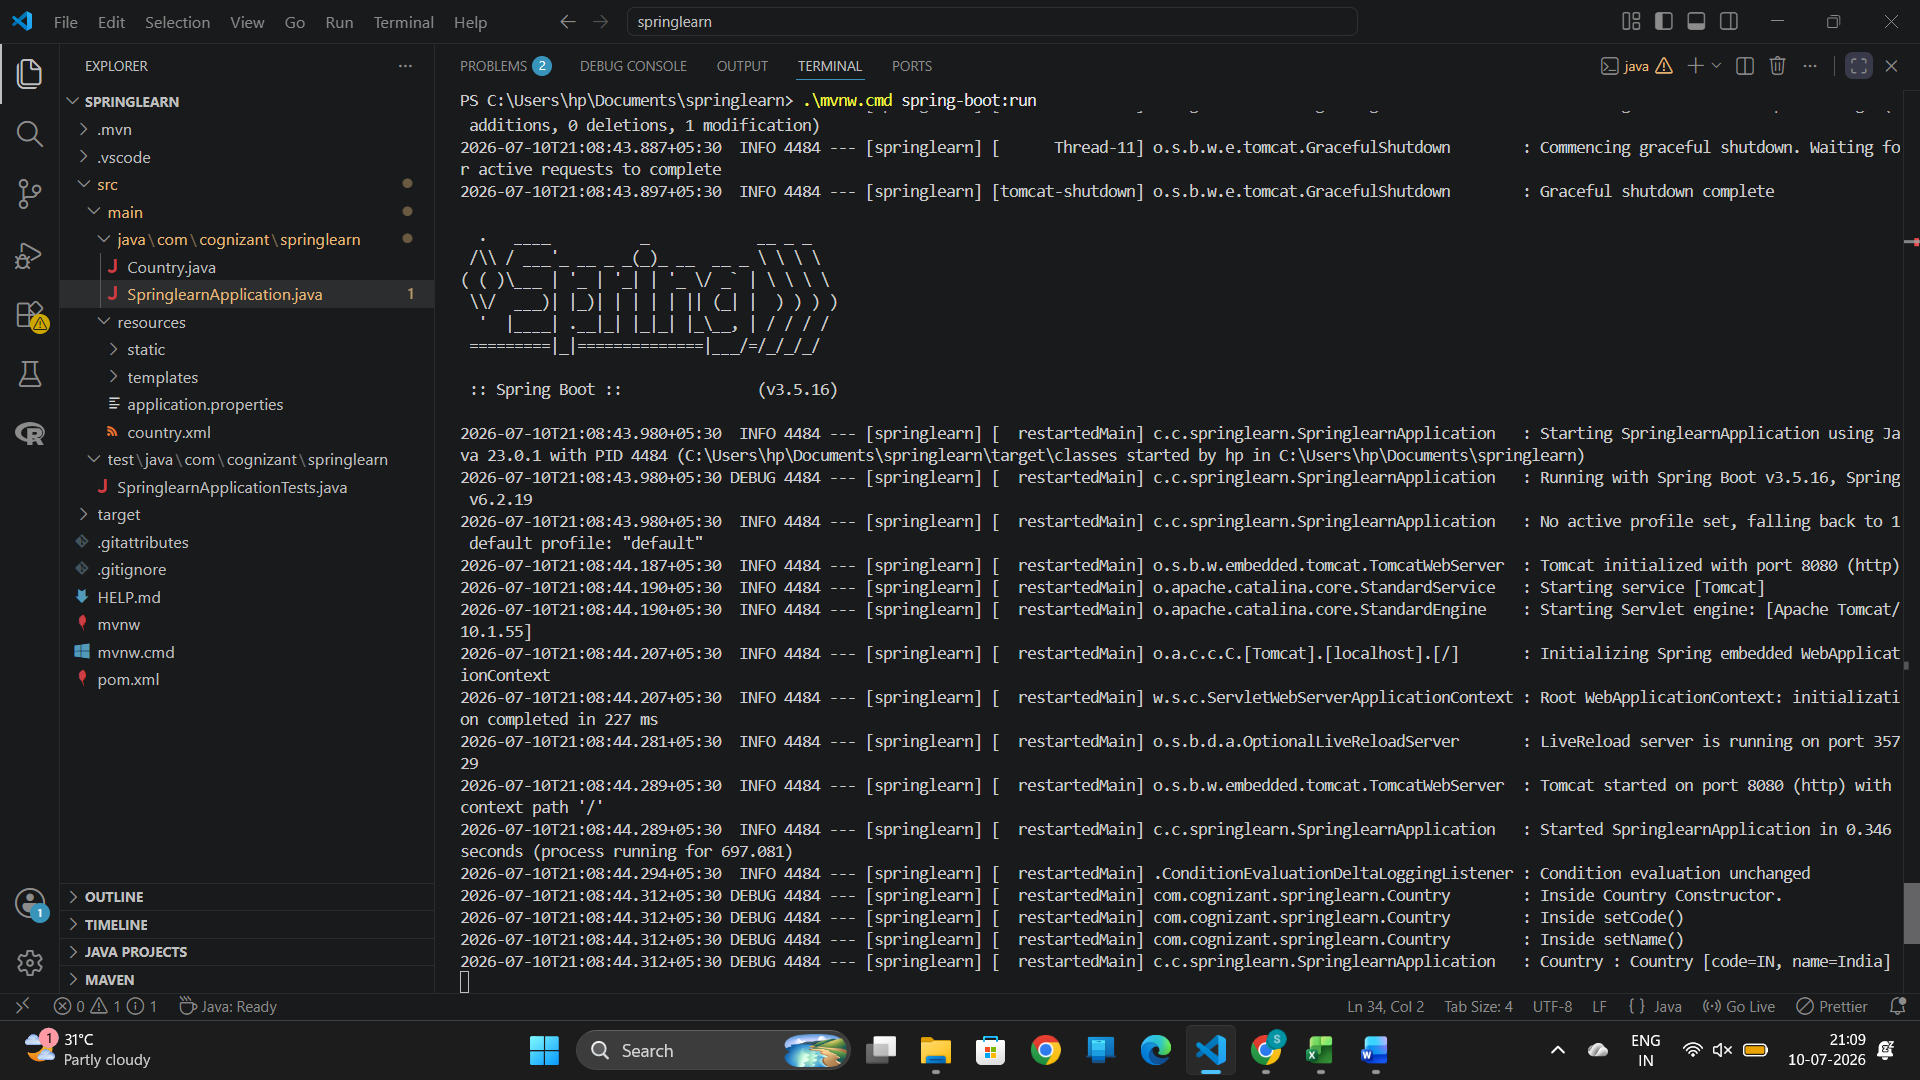 File Edit Selection View Go Run Terminal Help
springlearn
EXPLORER
SPRINGLEARN
.mvn
.vscode
src
main
java\com\cognizant\springlearn
Country.java
SpringlearnApplication.java 1
resources
static
templates
application.properties
country.xml
test\java\com\cognizant\springlearn
SpringlearnApplicationTests.java
target
.gitattributes
.gitignore
HELP.md
mvnw
mvnw.cmd
pom.xml
OUTLINE
TIMELINE
JAVA PROJECTS
MAVEN
PROBLEMS 2 DEBUG CONSOLE OUTPUT TERMINAL PORTS
java
PS C:\Users\hp\Documents\springlearn> .\mvnw.cmd spring-boot:run
additions, 0 deletions, 1 modification)
2026-07-10T21:08:43.887+05:30  INFO 4484 --- [springlearn] [      Thread-11] o.s.b.w.e.tomcat.GracefulShutdown        : Commencing graceful shutdown. Waiting fo
r active requests to complete
2026-07-10T21:08:43.897+05:30  INFO 4484 --- [springlearn] [tomcat-shutdown] o.s.b.w.e.tomcat.GracefulShutdown        : Graceful shutdown complete
  .   ____          _            __ _ _
 /\\ / ___'_ __ _ _(_)_ __  __ _ \ \ \ \
( ( )\___ | '_ | '_| | '_ \/ _` | \ \ \ \
 \\/  ___)| |_)| | | | | || (_| |  ) ) ) )
  '  |____| .__|_| |_|_| |_\__, | / / / /
 =========|_|==============|___/=/_/_/_/
:: Spring Boot ::               (v3.5.16)
2026-07-10T21:08:43.980+05:30  INFO 4484 --- [springlearn] [  restartedMain] c.c.springlearn.SpringlearnApplication   : Starting SpringlearnApplication using Ja
va 23.0.1 with PID 4484 (C:\Users\hp\Documents\springlearn\target\classes started by hp in C:\Users\hp\Documents\springlearn)
2026-07-10T21:08:43.980+05:30 DEBUG 4484 --- [springlearn] [  restartedMain] c.c.springlearn.SpringlearnApplication   : Running with Spring Boot v3.5.16, Spring
v6.2.19
2026-07-10T21:08:43.980+05:30  INFO 4484 --- [springlearn] [  restartedMain] c.c.springlearn.SpringlearnApplication   : No active profile set, falling back to 1
default profile: "default"
2026-07-10T21:08:44.187+05:30  INFO 4484 --- [springlearn] [  restartedMain] o.s.b.w.embedded.tomcat.TomcatWebServer  : Tomcat initialized with port 8080 (http)
2026-07-10T21:08:44.190+05:30  INFO 4484 --- [springlearn] [  restartedMain] o.apache.catalina.core.StandardService   : Starting service [Tomcat]
2026-07-10T21:08:44.190+05:30  INFO 4484 --- [springlearn] [  restartedMain] o.apache.catalina.core.StandardEngine    : Starting Servlet engine: [Apache Tomcat/
10.1.55]
2026-07-10T21:08:44.207+05:30  INFO 4484 --- [springlearn] [  restartedMain] o.a.c.c.C.[Tomcat].[localhost].[/]       : Initializing Spring embedded WebApplicat
ionContext
2026-07-10T21:08:44.207+05:30  INFO 4484 --- [springlearn] [  restartedMain] w.s.c.ServletWebServerApplicationContext : Root WebApplicationContext: initializati
on completed in 227 ms
2026-07-10T21:08:44.281+05:30  INFO 4484 --- [springlearn] [  restartedMain] o.s.b.d.a.OptionalLiveReloadServer       : LiveReload server is running on port 357
29
2026-07-10T21:08:44.289+05:30  INFO 4484 --- [springlearn] [  restartedMain] o.s.b.w.embedded.tomcat.TomcatWebServer  : Tomcat started on port 8080 (http) with
context path '/'
2026-07-10T21:08:44.289+05:30  INFO 4484 --- [springlearn] [  restartedMain] c.c.springlearn.SpringlearnApplication   : Started SpringlearnApplication in 0.346
seconds (process running for 697.081)
2026-07-10T21:08:44.294+05:30  INFO 4484 --- [springlearn] [  restartedMain] .ConditionEvaluationDeltaLoggingListener : Condition evaluation unchanged
2026-07-10T21:08:44.312+05:30 DEBUG 4484 --- [springlearn] [  restartedMain] com.cognizant.springlearn.Country        : Inside Country Constructor.
2026-07-10T21:08:44.312+05:30 DEBUG 4484 --- [springlearn] [  restartedMain] com.cognizant.springlearn.Country        : Inside setCode()
2026-07-10T21:08:44.312+05:30 DEBUG 4484 --- [springlearn] [  restartedMain] com.cognizant.springlearn.Country        : Inside setName()
2026-07-10T21:08:44.312+05:30 DEBUG 4484 --- [springlearn] [  restartedMain] c.c.springlearn.SpringlearnApplication   : Country : Country [code=IN, name=India]
1
0 1 1 Java: Ready
Ln 34, Col 2 Tab Size: 4 UTF-8 LF {} Java Go Live Prettier
1 31°C
Partly cloudy
Search
S
ENG
IN
21:09
10-07-2026